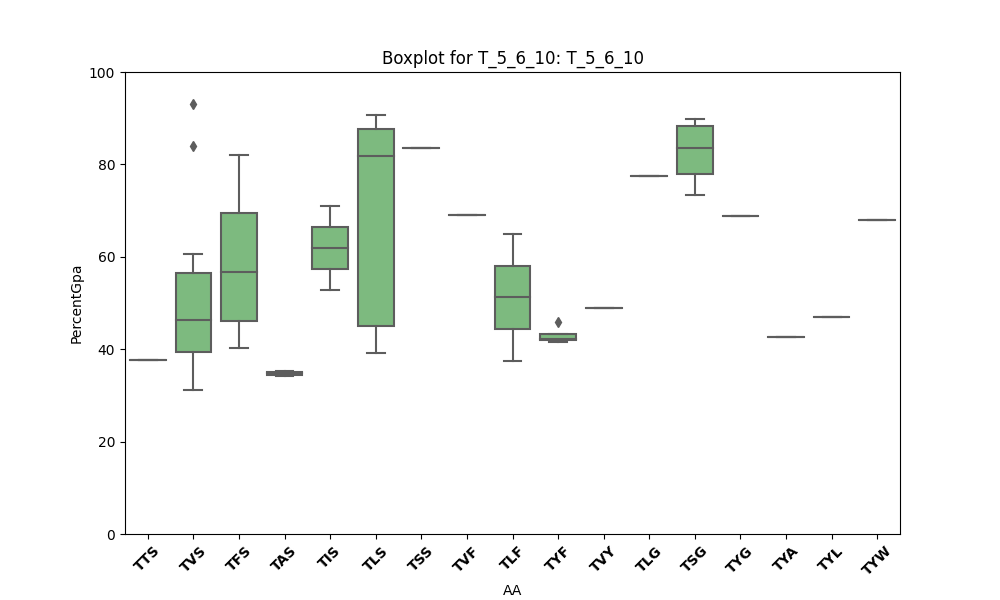 Boxplot for T_5_6_10: T_5_6_10
100
80
60
40
20
0
PercentGpa
TTS TVS TFS TAS TIS TLS TSS TVF TLF TYF TVY TLG TSG TYG TYA TYL TYW
AA